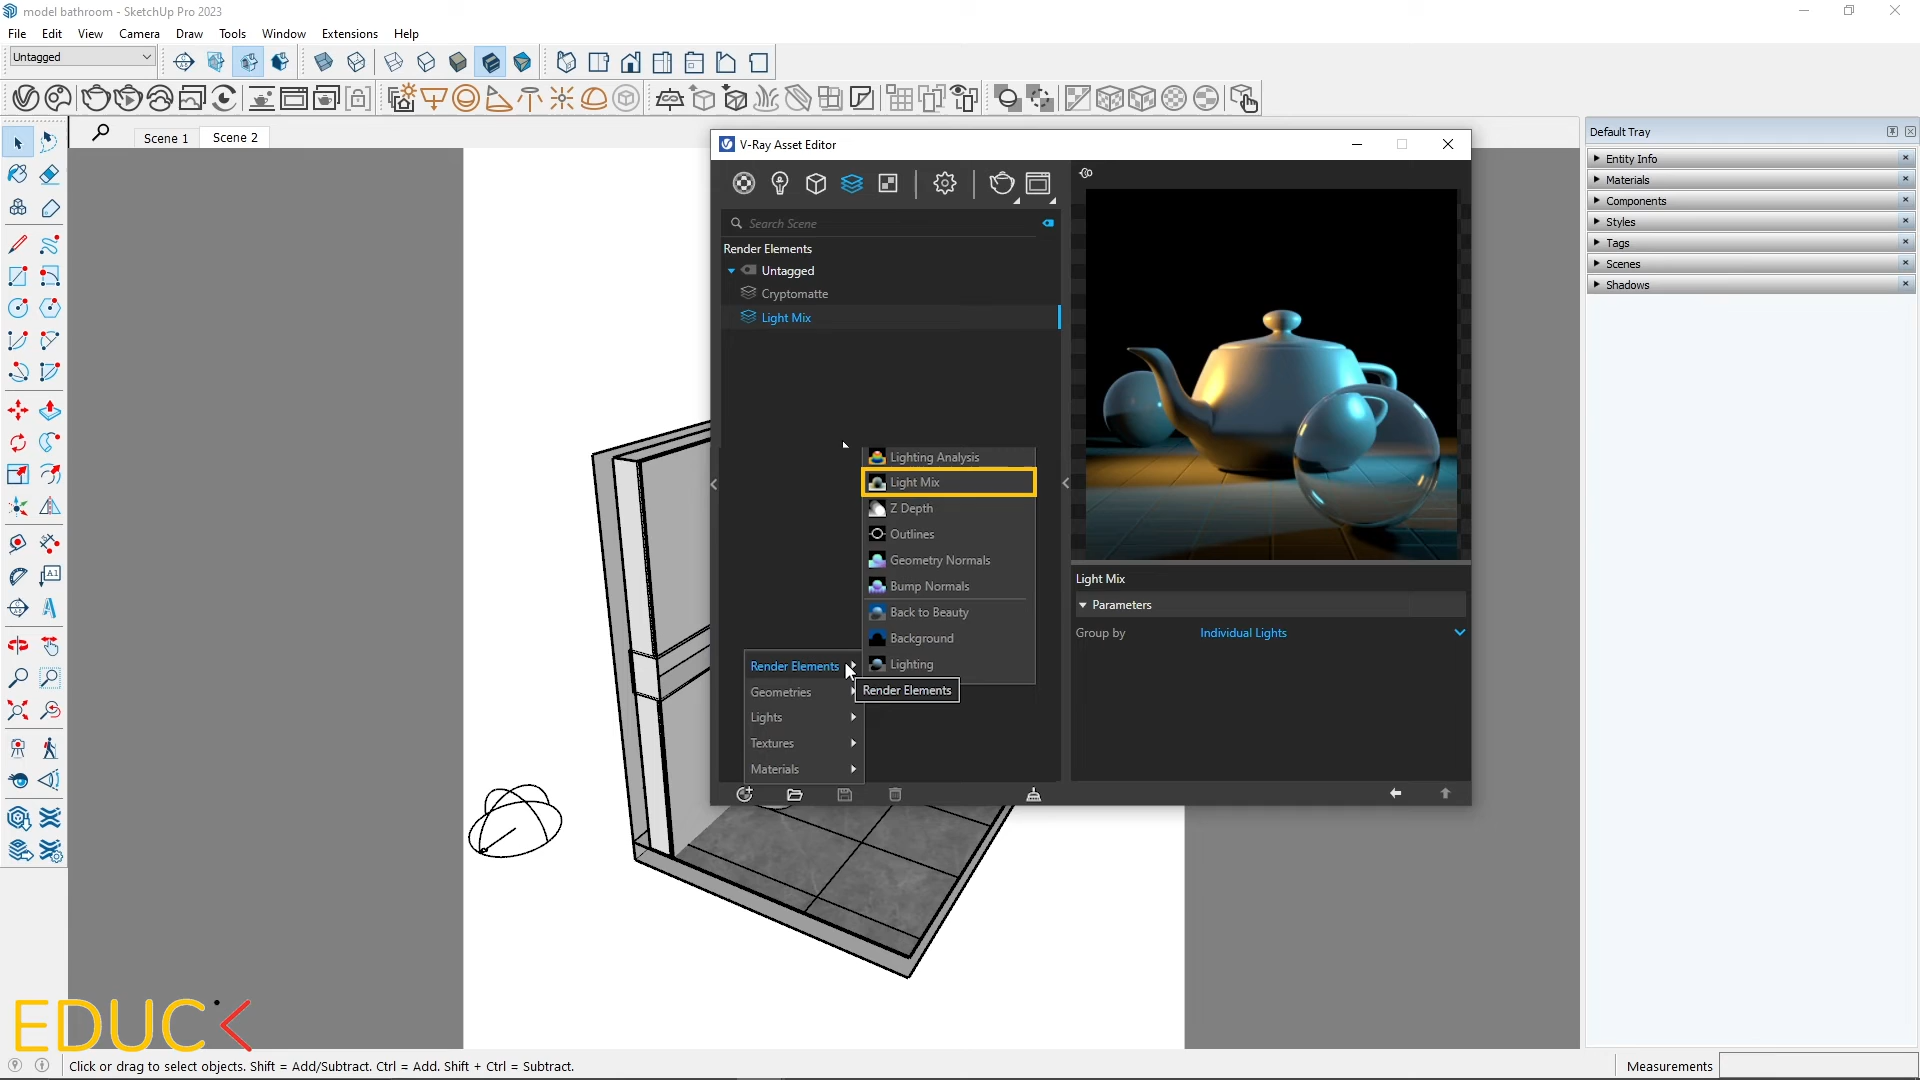 model bathroom - SketchUp Pro 2023
File Edit View Camera Draw Tools Window Extensions Help
Untagged
Scene 1 Scene 2
V-Ray Asset Editor
Search Scene
Render Elements
Untagged
Cryptomatte
Light Mix
Lighting Analysis
Light Mix
Z Depth
Outlines
Geometry Normals
Bump Normals
Back to Beauty
Background
Lighting
Render Elements
Render Elements
Geometries
Lights
Textures
Materials
Light Mix
Parameters
Group by Individual Lights
Default Tray
Entity Info
Materials
Components
Styles
Tags
Scenes
Shadows
A1
EDUC
Click or drag to select objects. Shift = Add/Subtract. Ctrl = Add. Shift + Ctrl = Subtract.
Measurements